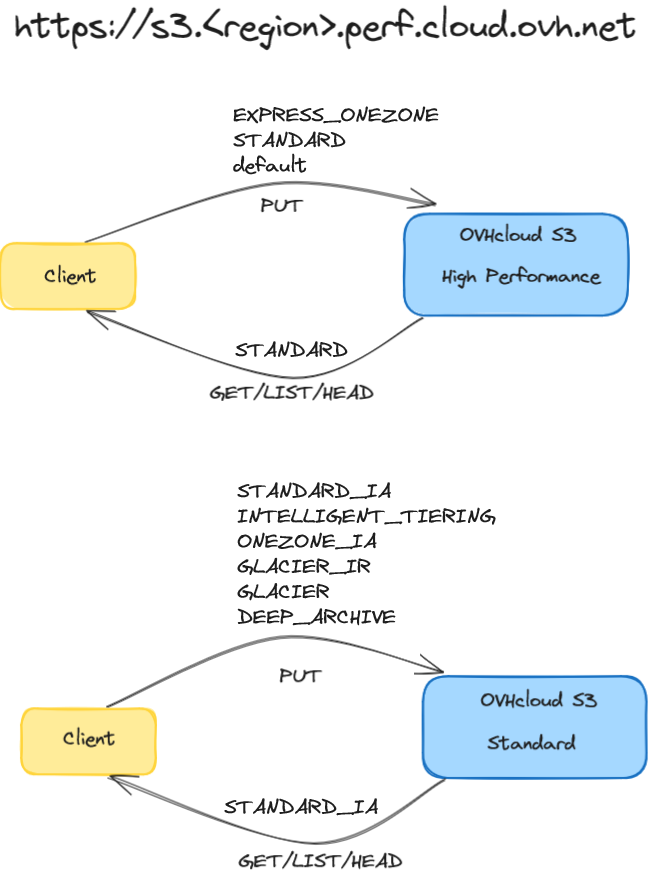 https://s3.<region>.perf.cloud.ovh.net
EXPRESS_ONEZONE
STANDARD
default
PUT
Client
OVHcloud S3
High Performance
STANDARD
GET/LIST/HEAD
STANDARD_IA
INTELLIGENT_TIERING
ONEZONE_IA
GLACIER_IR
GLACIER
DEEP_ARCHIVE
PUT
Client
OVHcloud S3
Standard
STANDARD_IA
GET/LIST/HEAD